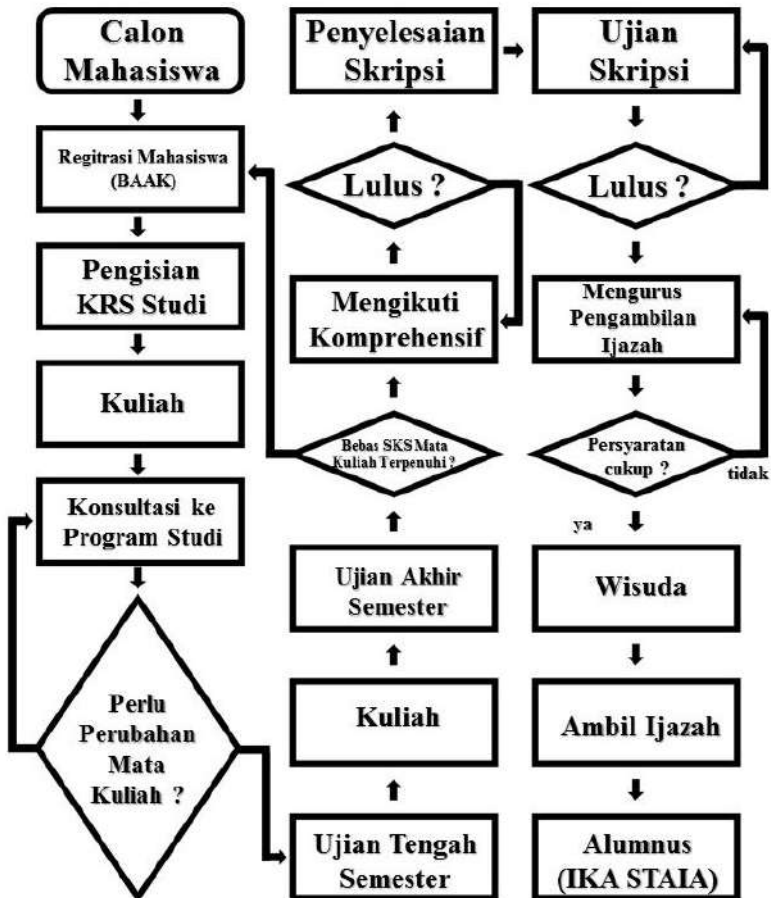 Calon
Mahasiswa
Regitrasi Mahasiswa
(BAAK)
Pengisian
KRS Studi
Kuliah
Konsultasi ke
Program Studi
Perlu
Perubahan
Mata
Kuliah ?
Ujian Tengah
Semester
Kuliah
Ujian Akhir
Semester
Bebas SKS Mata
Kuliah Terpenuhi ?
Mengikuti
Komprehensif
Lulus ?
Penyelesaian
Skripsi
Ujian
Skripsi
Lulus ?
Mengurus
Pengambilan
Ijazah
Persyaratan
cukup ?
tidak
ya
Wisuda
Ambil Ijazah
Alumnus
(IKA STAIA)